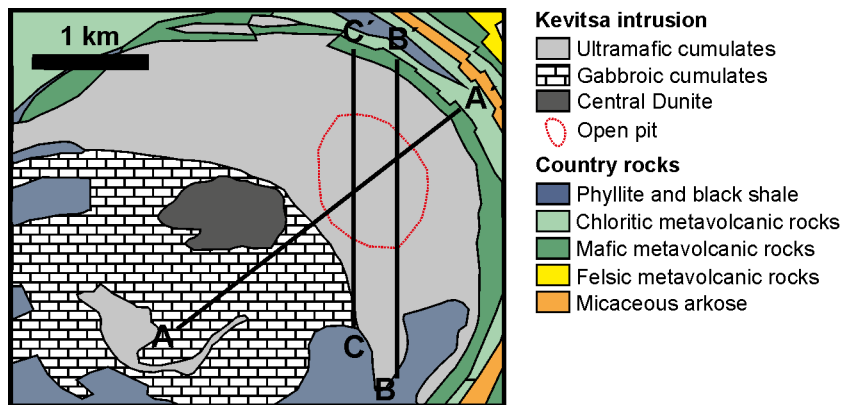 1 km
C´
B´
A´
A
C
B
Kevitsa intrusion
Ultramafic cumulates
Gabbroic cumulates
Central Dunite
Open pit
Country rocks
Phyllite and black shale
Chloritic metavolcanic rocks
Mafic metavolcanic rocks
Felsic metavolcanic rocks
Micaceous arkose